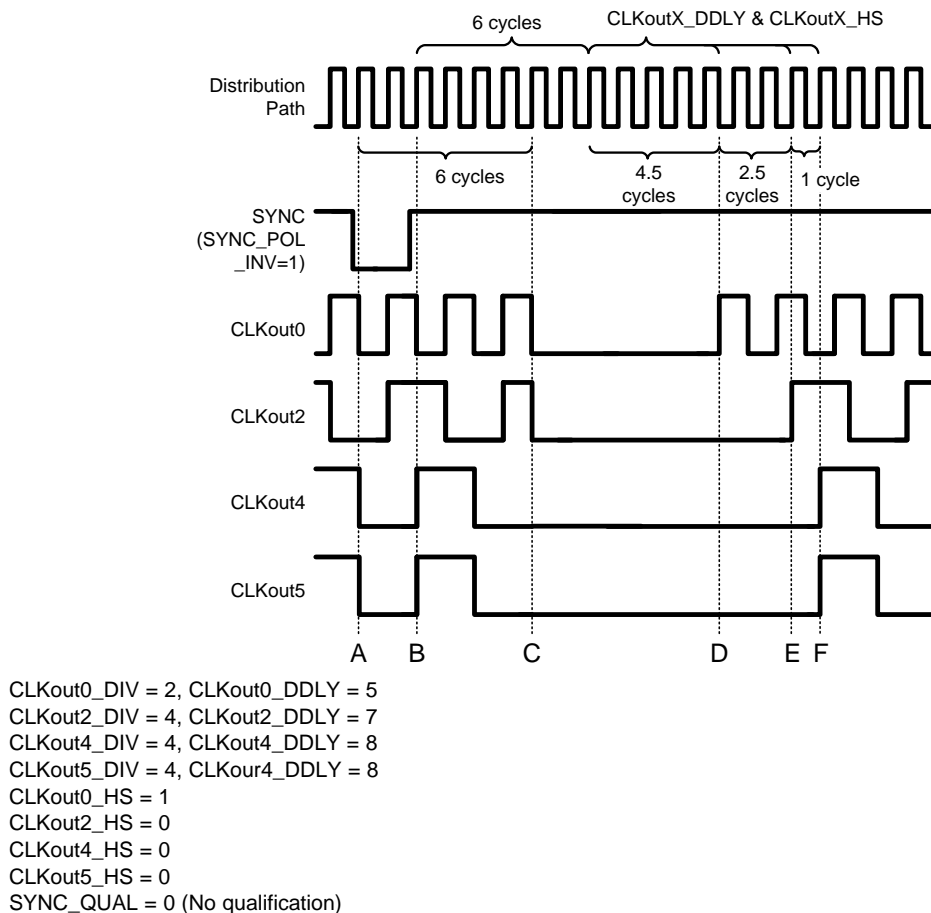 6 cycles
CLKoutX_DDLY & CLKoutX_HS
Distribution
Path
6 cycles
4.5
cycles
2.5
cycles
1 cycle
SYNC
(SYNC_POL
_INV=1)
CLKout0
CLKout2
CLKout4
CLKout5
A
B
C
D
E
F
CLKout0_DIV = 2, CLKout0_DDLY = 5
CLKout2_DIV = 4, CLKout2_DDLY = 7
CLKout4_DIV = 4, CLKout4_DDLY = 8
CLKout5_DIV = 4, CLKour4_DDLY = 8
CLKout0_HS = 1
CLKout2_HS = 0
CLKout4_HS = 0
CLKout5_HS = 0
SYNC_QUAL = 0 (No qualification)